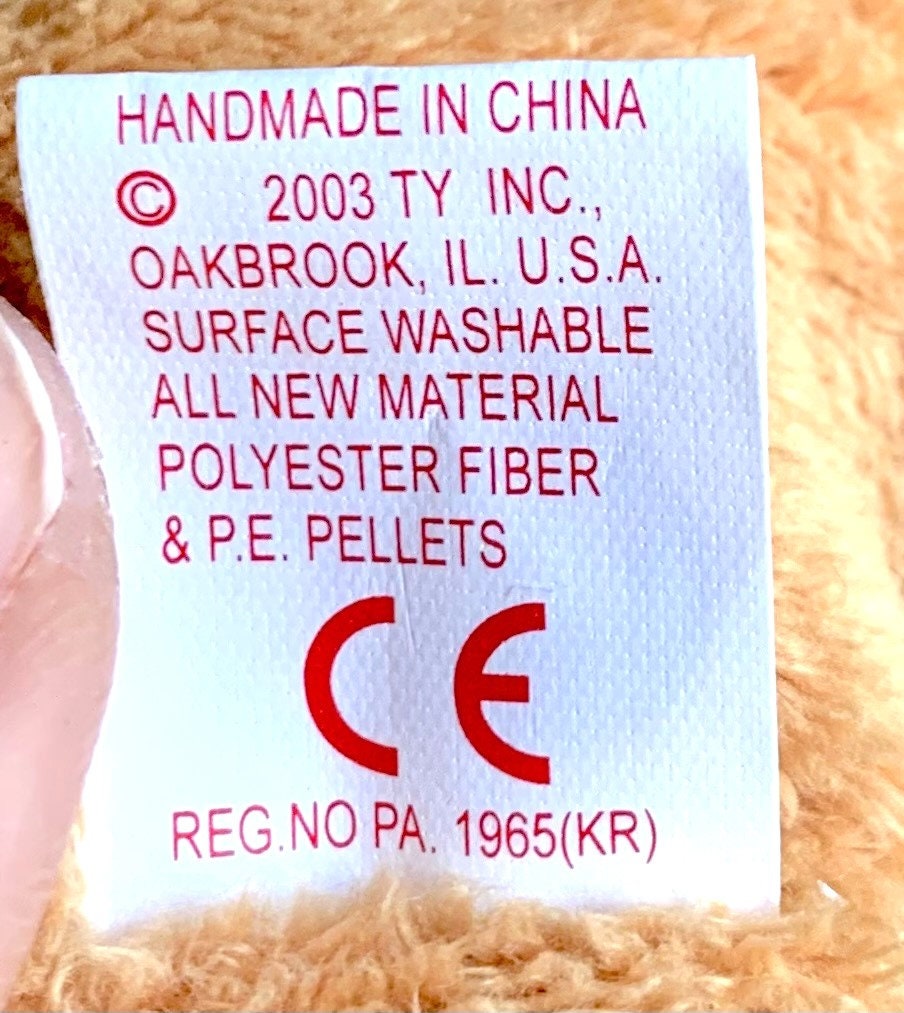 HANDMADE IN CHINA
© 2003 TY INC.,
OAKBROOK, IL. U.S.A.
SURFACE WASHABLE
ALL NEW MATERIAL
POLYESTER FIBER
& P.E. PELLETS
CE
REG.NO PA. 1965(KR)